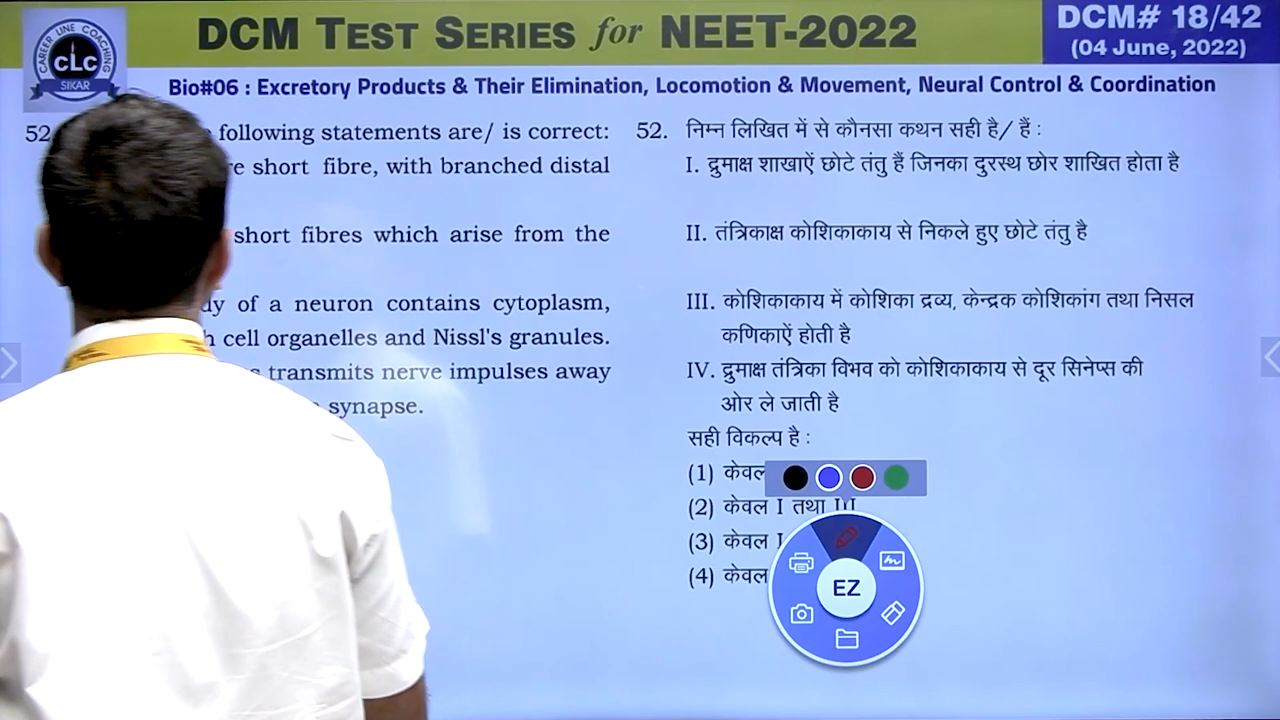 DCM TEST SERIES for NEET-2022
DCM# 18/42
(04 June, 2022)
CAREER LINE COACHING
CLC
SIKAR
Bio#06 : Excretory Products & Their Elimination, Locomotion & Movement, Neural Control & Coordination
52
following statements are/ is correct:
short fibre, with branched distal
short fibres which arise from the
of a neuron contains cytoplasm,
cell organelles and Nissl's granules.
transmits nerve impulses away
synapse.
52. निम्न लिखित में से कौनसा कथन सही है/ हैं :
I. द्रुमाक्ष शाखाऐं छोटे तंतु हैं जिनका दुरस्थ छोर शाखित होता है
II. तंत्रिकाक्ष कोशिकाकाय से निकले हुए छोटे तंतु है
III. कोशिकाकाय में कोशिका द्रव्य, केन्द्रक कोशिकांग तथा निसल
कणिकाऐं होती है
IV. द्रुमाक्ष तंत्रिका विभव को कोशिकाकाय से दूर सिनेप्स की
ओर ले जाती है
सही विकल्प है :
(1) केवल
(2) केवल I तथा III
(3) केवल
(4) केवल
EZ